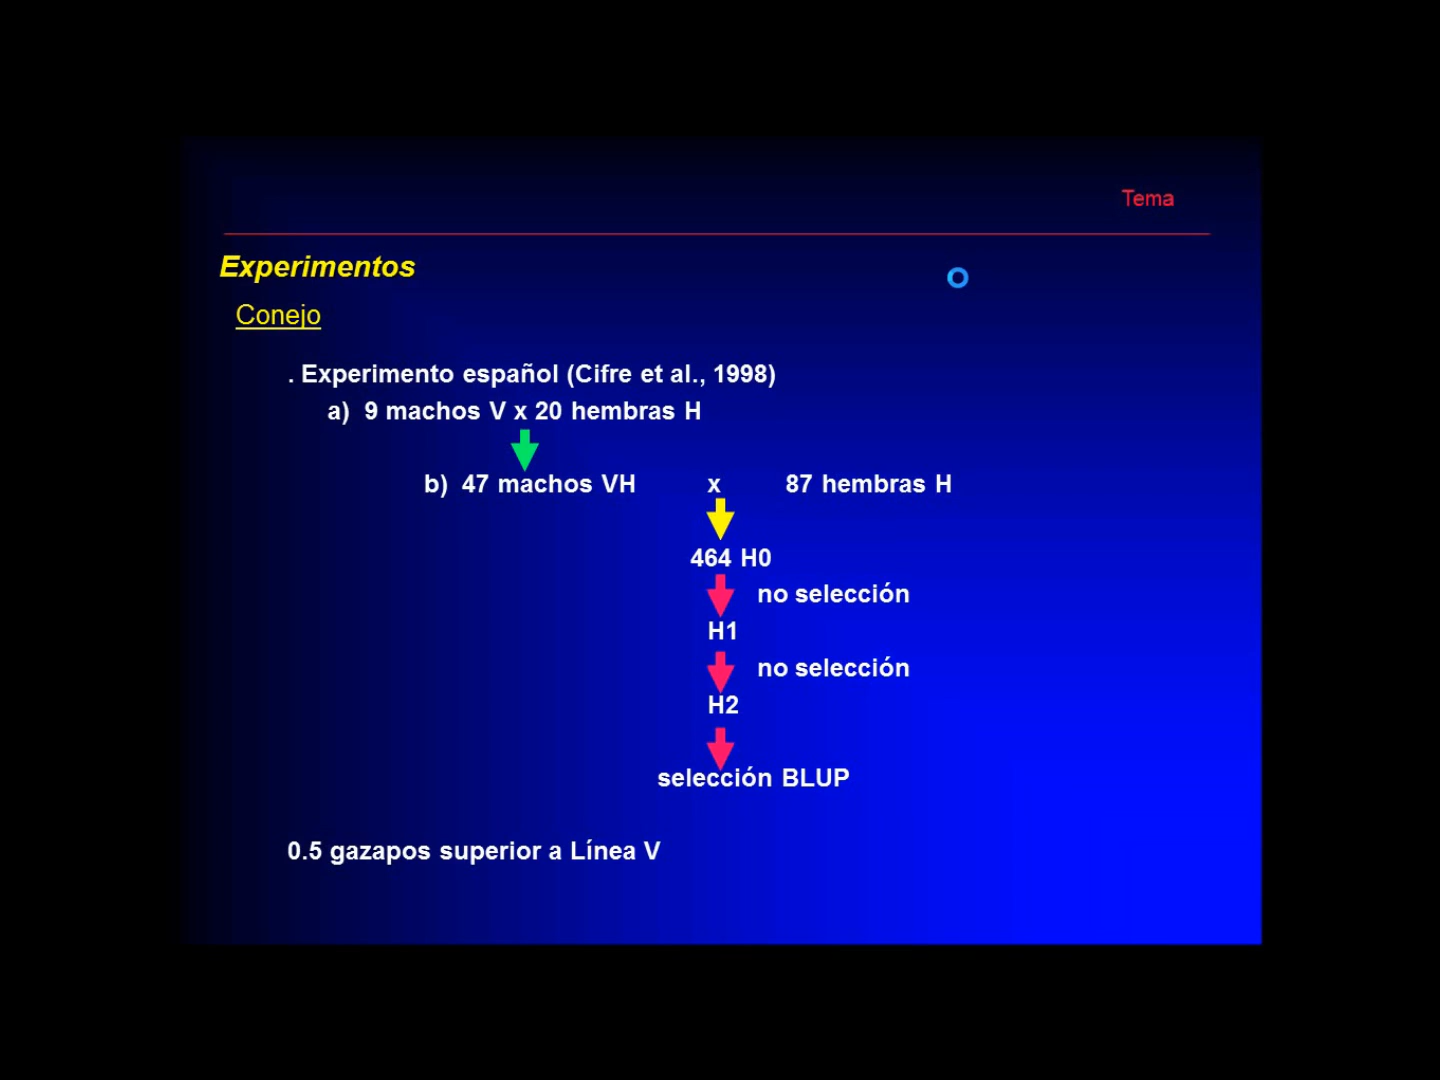 Tema
Experimentos
Conejo
. Experimento español (Cifre et al., 1998)
a) 9 machos V x 20 hembras H
b) 47 machos VH x 87 hembras H
464 H0
no selección
H1
no selección
H2
selección BLUP
0.5 gazapos superior a Línea V